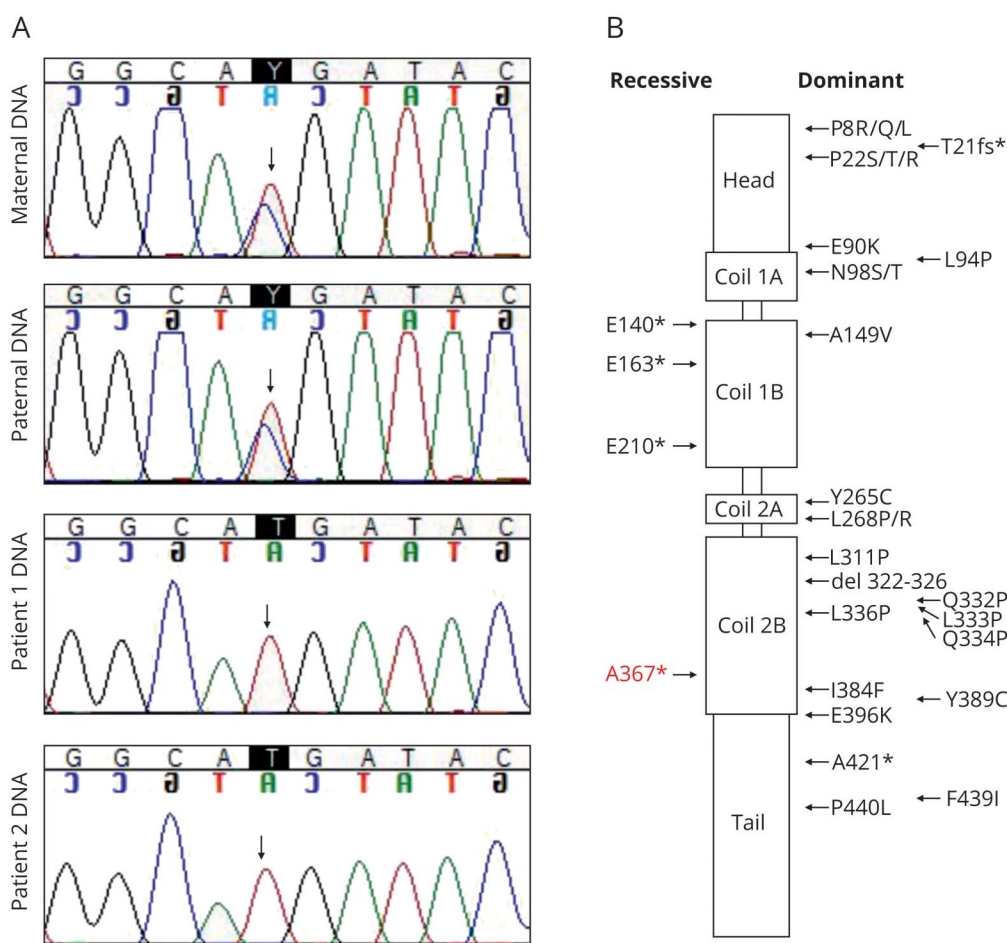 A
Maternal DNA
G G C A Y G A T A C
C C G T R C T A T G
Paternal DNA
G G C A Y G A T A C
C C G T R C T A T G
Patient 1 DNA
G G C A T G A T A C
C C G T A C T A T G
Patient 2 DNA
G G C A T G A T A C
C C G T A C T A T G
B
Recessive Dominant
Head
Coil 1A
Coil 1B
Coil 2A
Coil 2B
Tail
E140*
E163*
E210*
A367*
P8R/Q/L
T21fs*
P22S/T/R
E90K
L94P
N98S/T
A149V
Y265C
L268P/R
L311P
del 322-326
Q332P
L336P
L333P
Q334P
I384F
Y389C
E396K
A421*
F439I
P440L